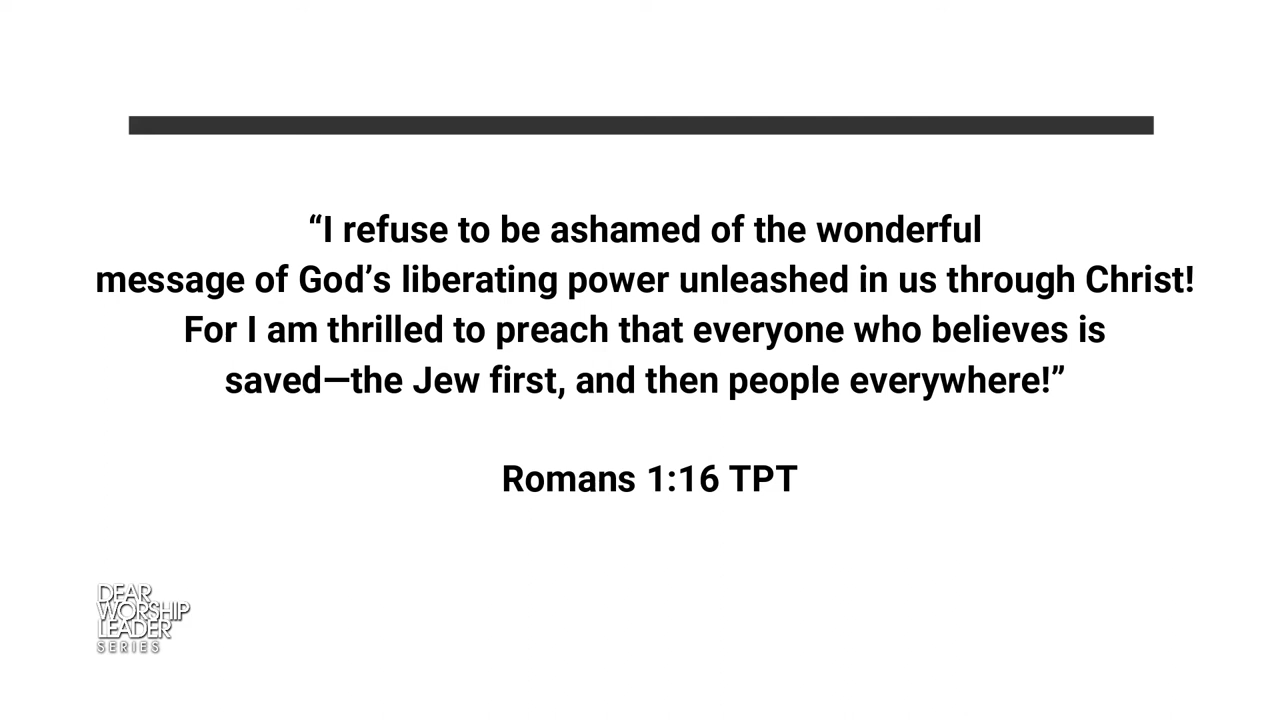 “I refuse to be ashamed of the wonderful
message of God’s liberating power unleashed in us through Christ!
For I am thrilled to preach that everyone who believes is
saved—the Jew first, and then people everywhere!”
Romans 1:16 TPT
DEAR
WORSHIP
LEADER
SERIES